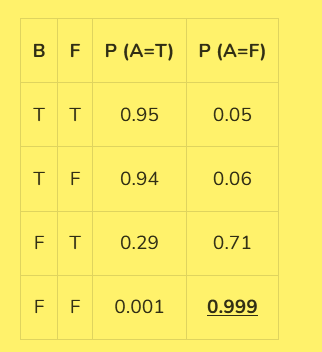 B F P (A=T) P (A=F)
T T 0.95 0.05
T F 0.94 0.06
F T 0.29 0.71
F F 0.001 0.999